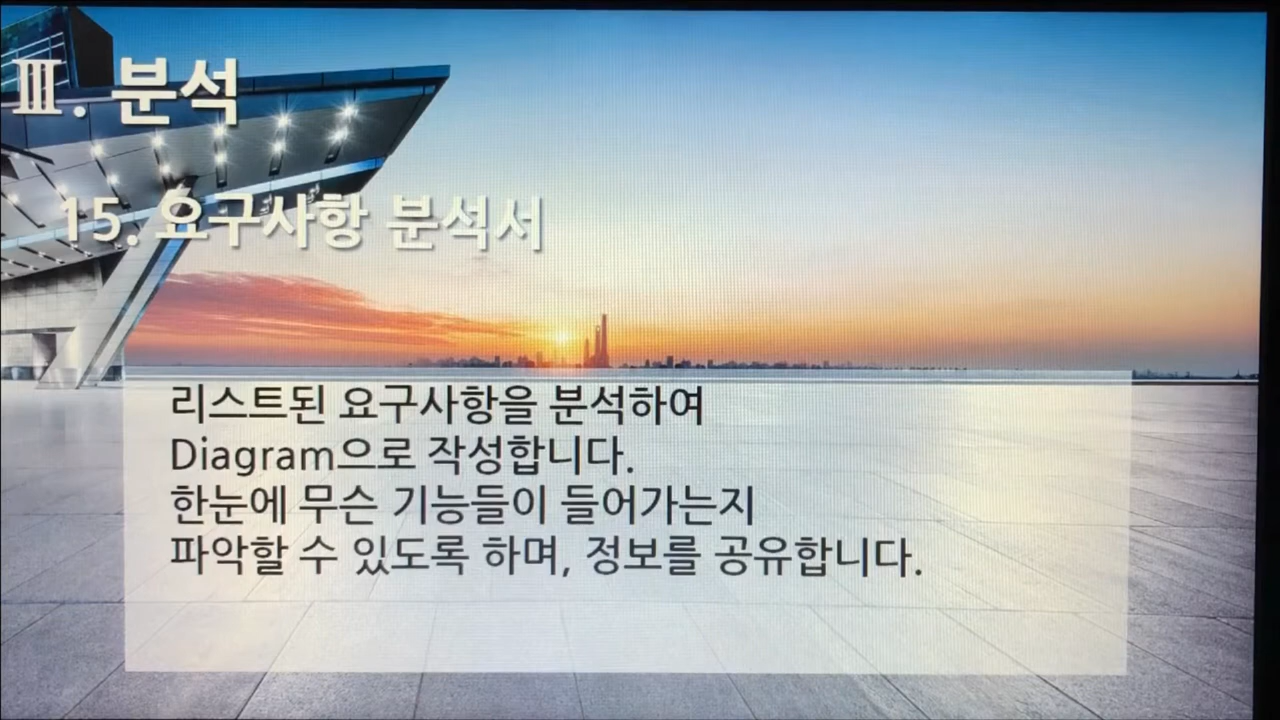 Ⅲ. 분석
15. 요구사항 분석서
리스트된 요구사항을 분석하여
Diagram으로 작성합니다.
한눈에 무슨 기능들이 들어가는지
파악할 수 있도록 하며, 정보를 공유합니다.